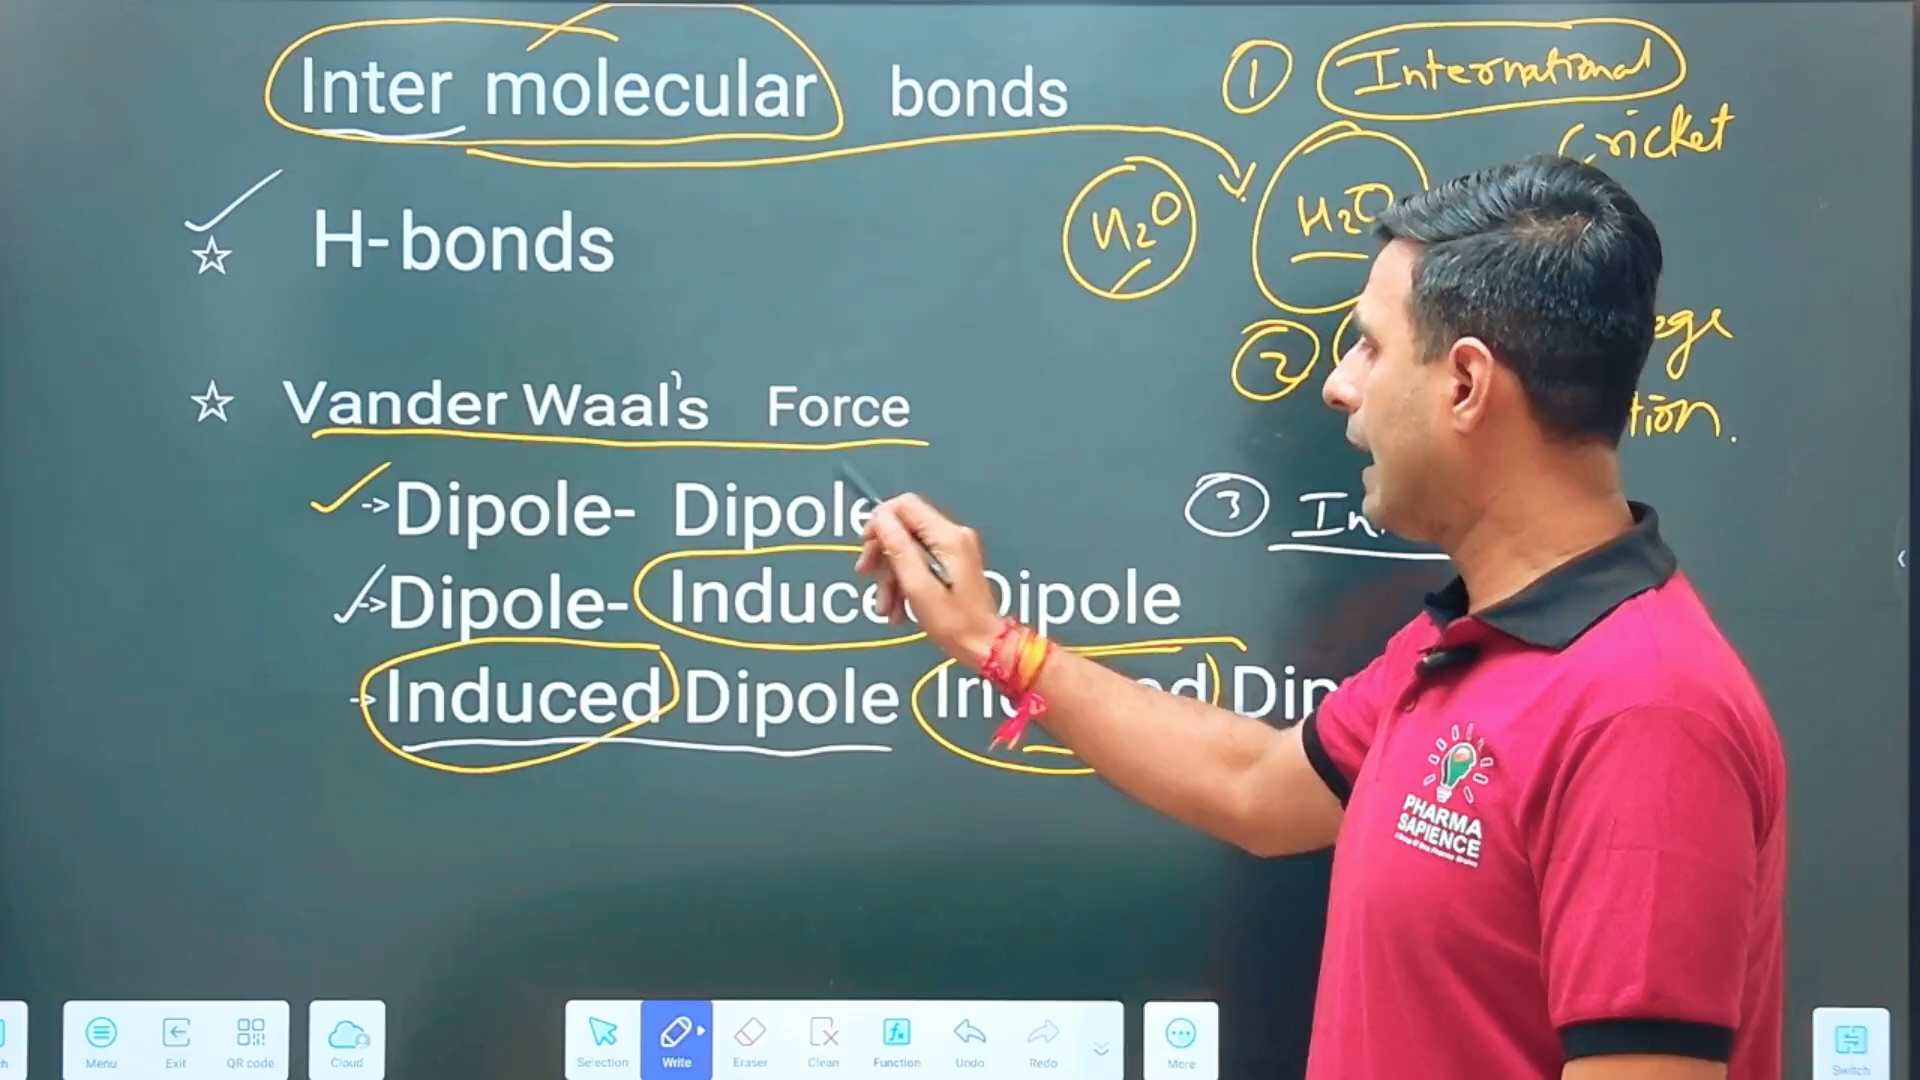 Inter molecular bonds
① International
Cricket
H₂O H₂O
☆ H-bonds
②
☆ Vander Waal's Force
-> Dipole- Dipole
③
-> Dipole- Induced Dipole
-> Induced Dipole
PHARMA
SAPIENCE
Menu Exit QR code Cloud Selection Write Eraser Clean Function Undo Redo More Switch